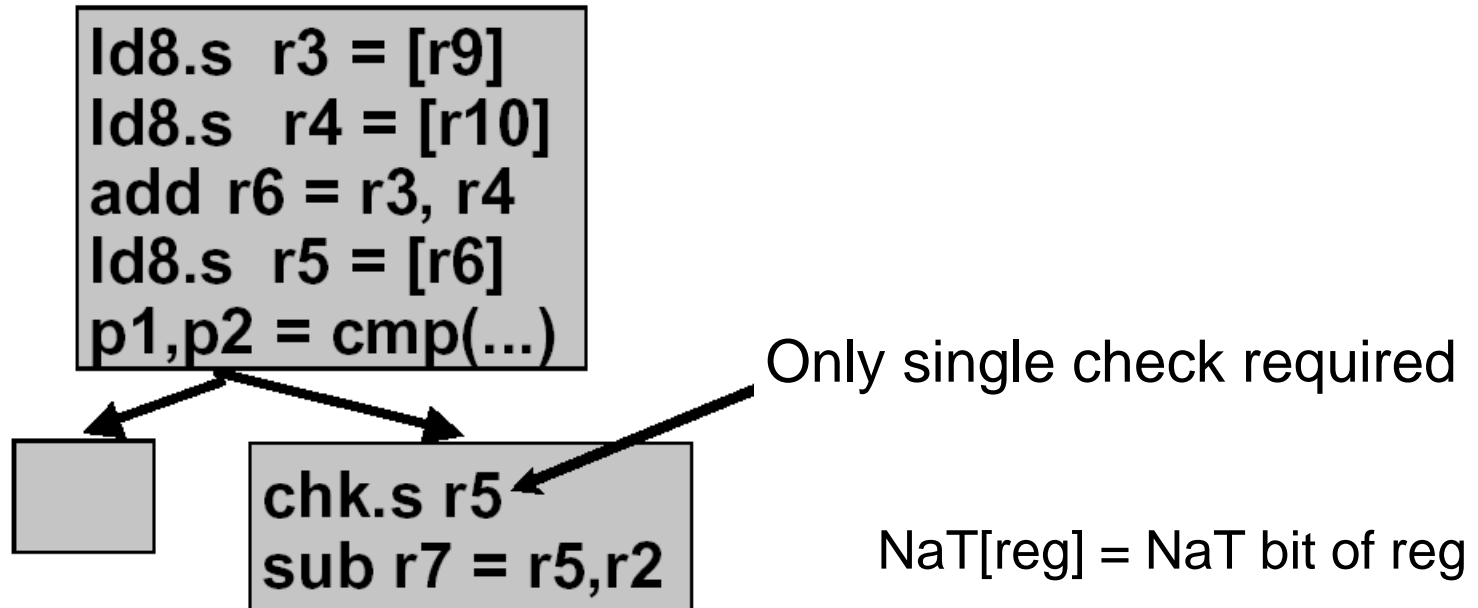 ld8.s r3 = [r9]
ld8.s r4 = [r10]
add r6 = r3, r4
ld8.s r5 = [r6]
p1,p2 = cmp(...)
Only single check required
chk.s r5
sub r7 = r5,r2
NaT[reg] = NaT bit of reg